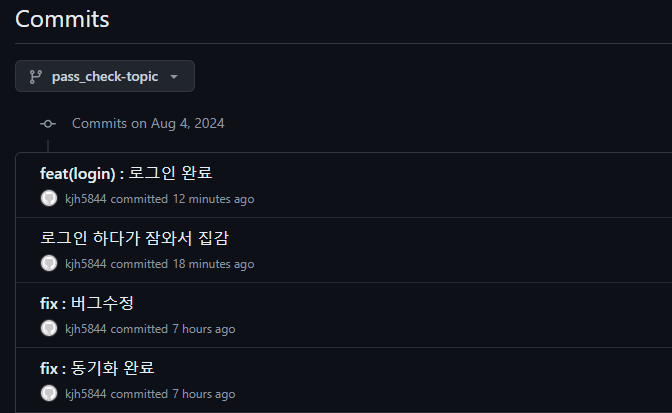 Commits
pass_check-topic
Commits on Aug 4, 2024
feat(login) : 로그인 완료
kjh5844 committed 12 minutes ago
로그인 하다가 잠와서 집감
kjh5844 committed 18 minutes ago
fix : 버그수정
kjh5844 committed 7 hours ago
fix : 동기화 완료
kjh5844 committed 7 hours ago